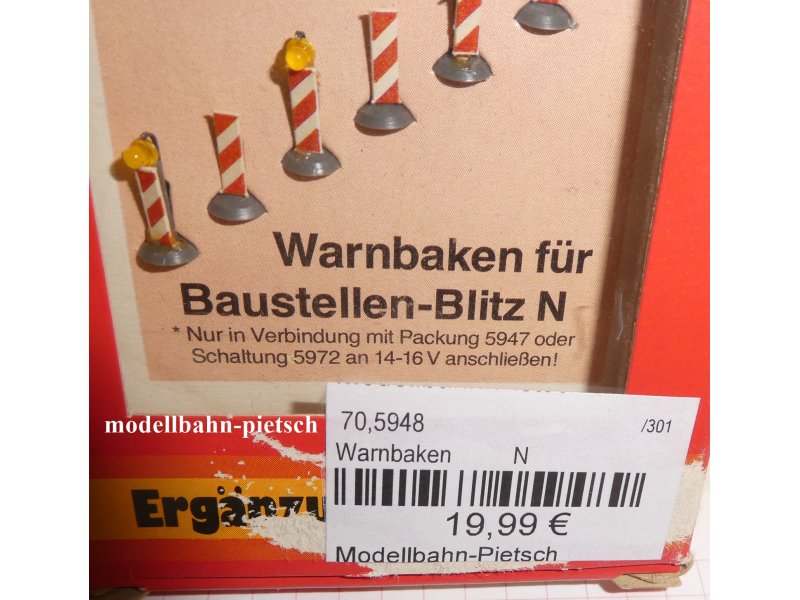 Warnbaken für
Baustellen-Blitz N
* Nur in Verbindung mit Packung 5947 oder
Schaltung 5972 an 14-16 V anschließen!
modellbahn-pietsch
70,5948 /301
Warnbaken N
19,99 €
Modellbahn-Pietsch
Ergänzu